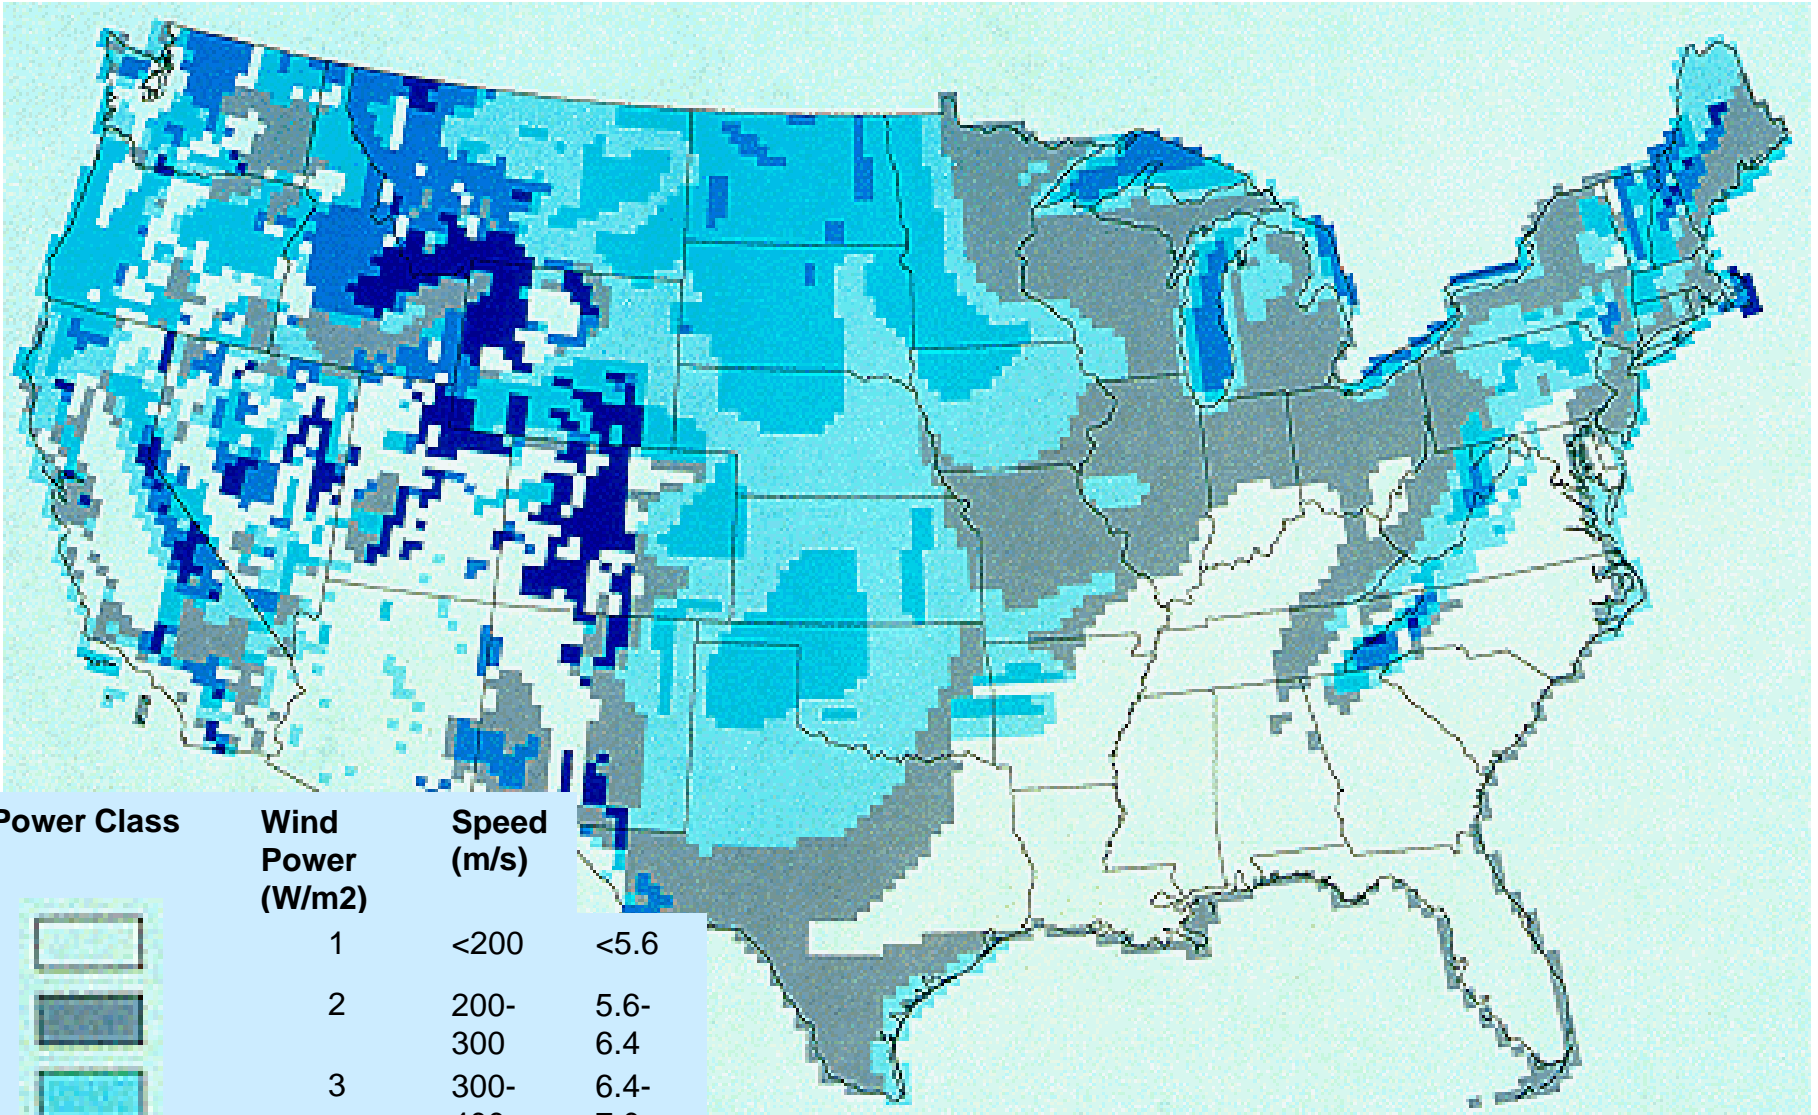 Power Class Wind Speed
Power (m/s)
(W/m2)
1 <200 <5.6
2 200- 5.6-
300 6.4
3 300- 6.4-